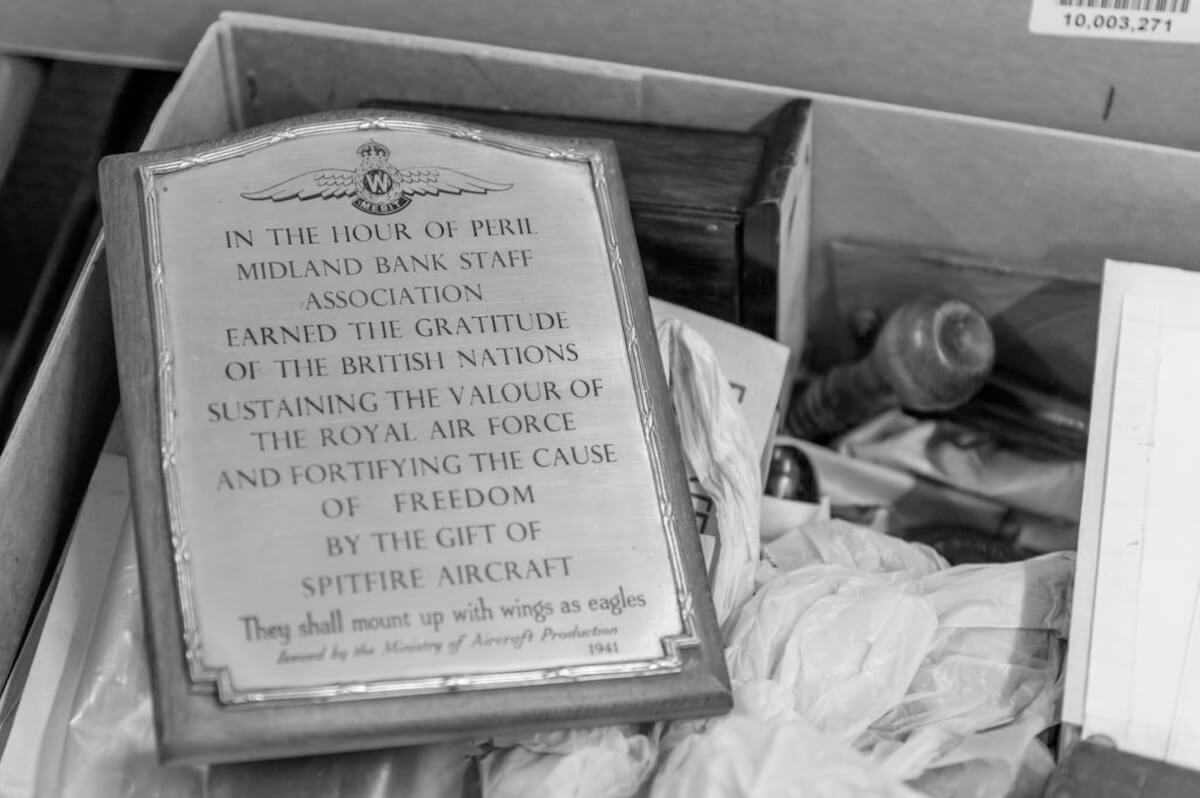 10,003,271
W
MERIT
IN THE HOUR OF PERIL
MIDLAND BANK STAFF
ASSOCIATION
EARNED THE GRATITUDE
OF THE BRITISH NATIONS
SUSTAINING THE VALOUR OF
THE ROYAL AIR FORCE
AND FORTIFYING THE CAUSE
OF FREEDOM
BY THE GIFT OF
SPITFIRE AIRCRAFT
They shall mount up with wings as eagles
Issued by the Ministry of Aircraft Production
1941